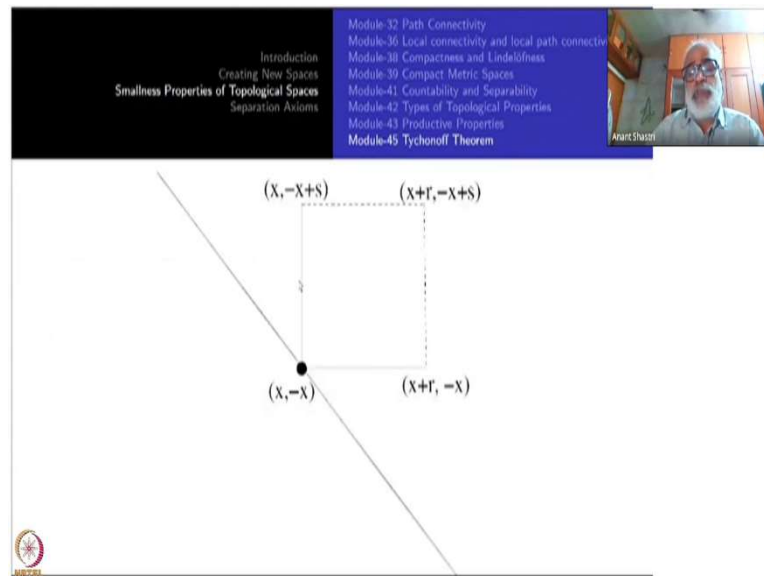 Introduction
Creating New Spaces
Smallness Properties of Topological Spaces
Separation Axioms
Module-32 Path Connectivity
Module-36 Local connectivity and local path connectivi
Module-38 Compactness and Lindelöfness
Module-39 Compact Metric Spaces
Module-41 Countability and Separability
Module-42 Types of Topological Properties
Module-43 Productive Properties
Module-45 Tychonoff Theorem
Anant Shastri
(x,-x+s) (x+r,-x+s)
(x,-x) (x+r, -x)
NPTEL